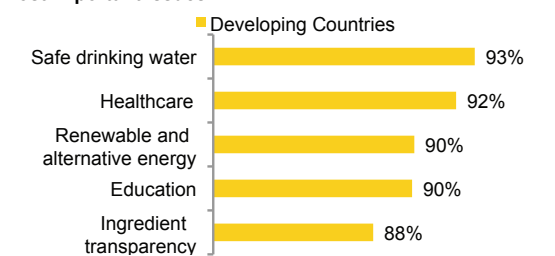 Developing Countries
Safe drinking water 93%
Healthcare 92%
Renewable and
alternative energy 90%
Education 90%
Ingredient
transparency 88%